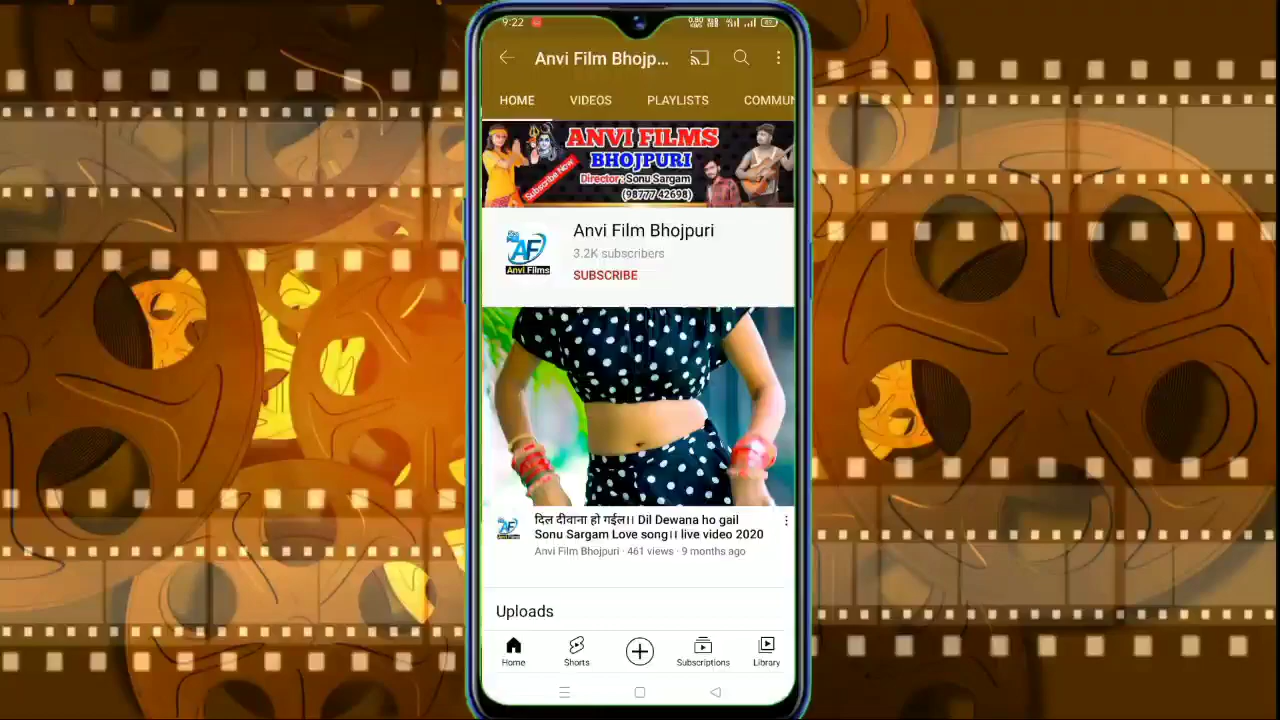 9:22
Anvi Film Bhojp...
HOME VIDEOS PLAYLISTS COMMUN
ANVI FILMS
BHOJPURI
Subscribe Now
Director: Sonu Sargam
(98777 42698)
AF
Anvi Films
Anvi Film Bhojpuri
3.2K subscribers
SUBSCRIBE
दिल दीवाना हो गईल।। Dil Dewana ho gail
Sonu Sargam Love song।। live video 2020
Anvi Film Bhojpuri · 461 views · 9 months ago
Uploads
Home Shorts Subscriptions Library